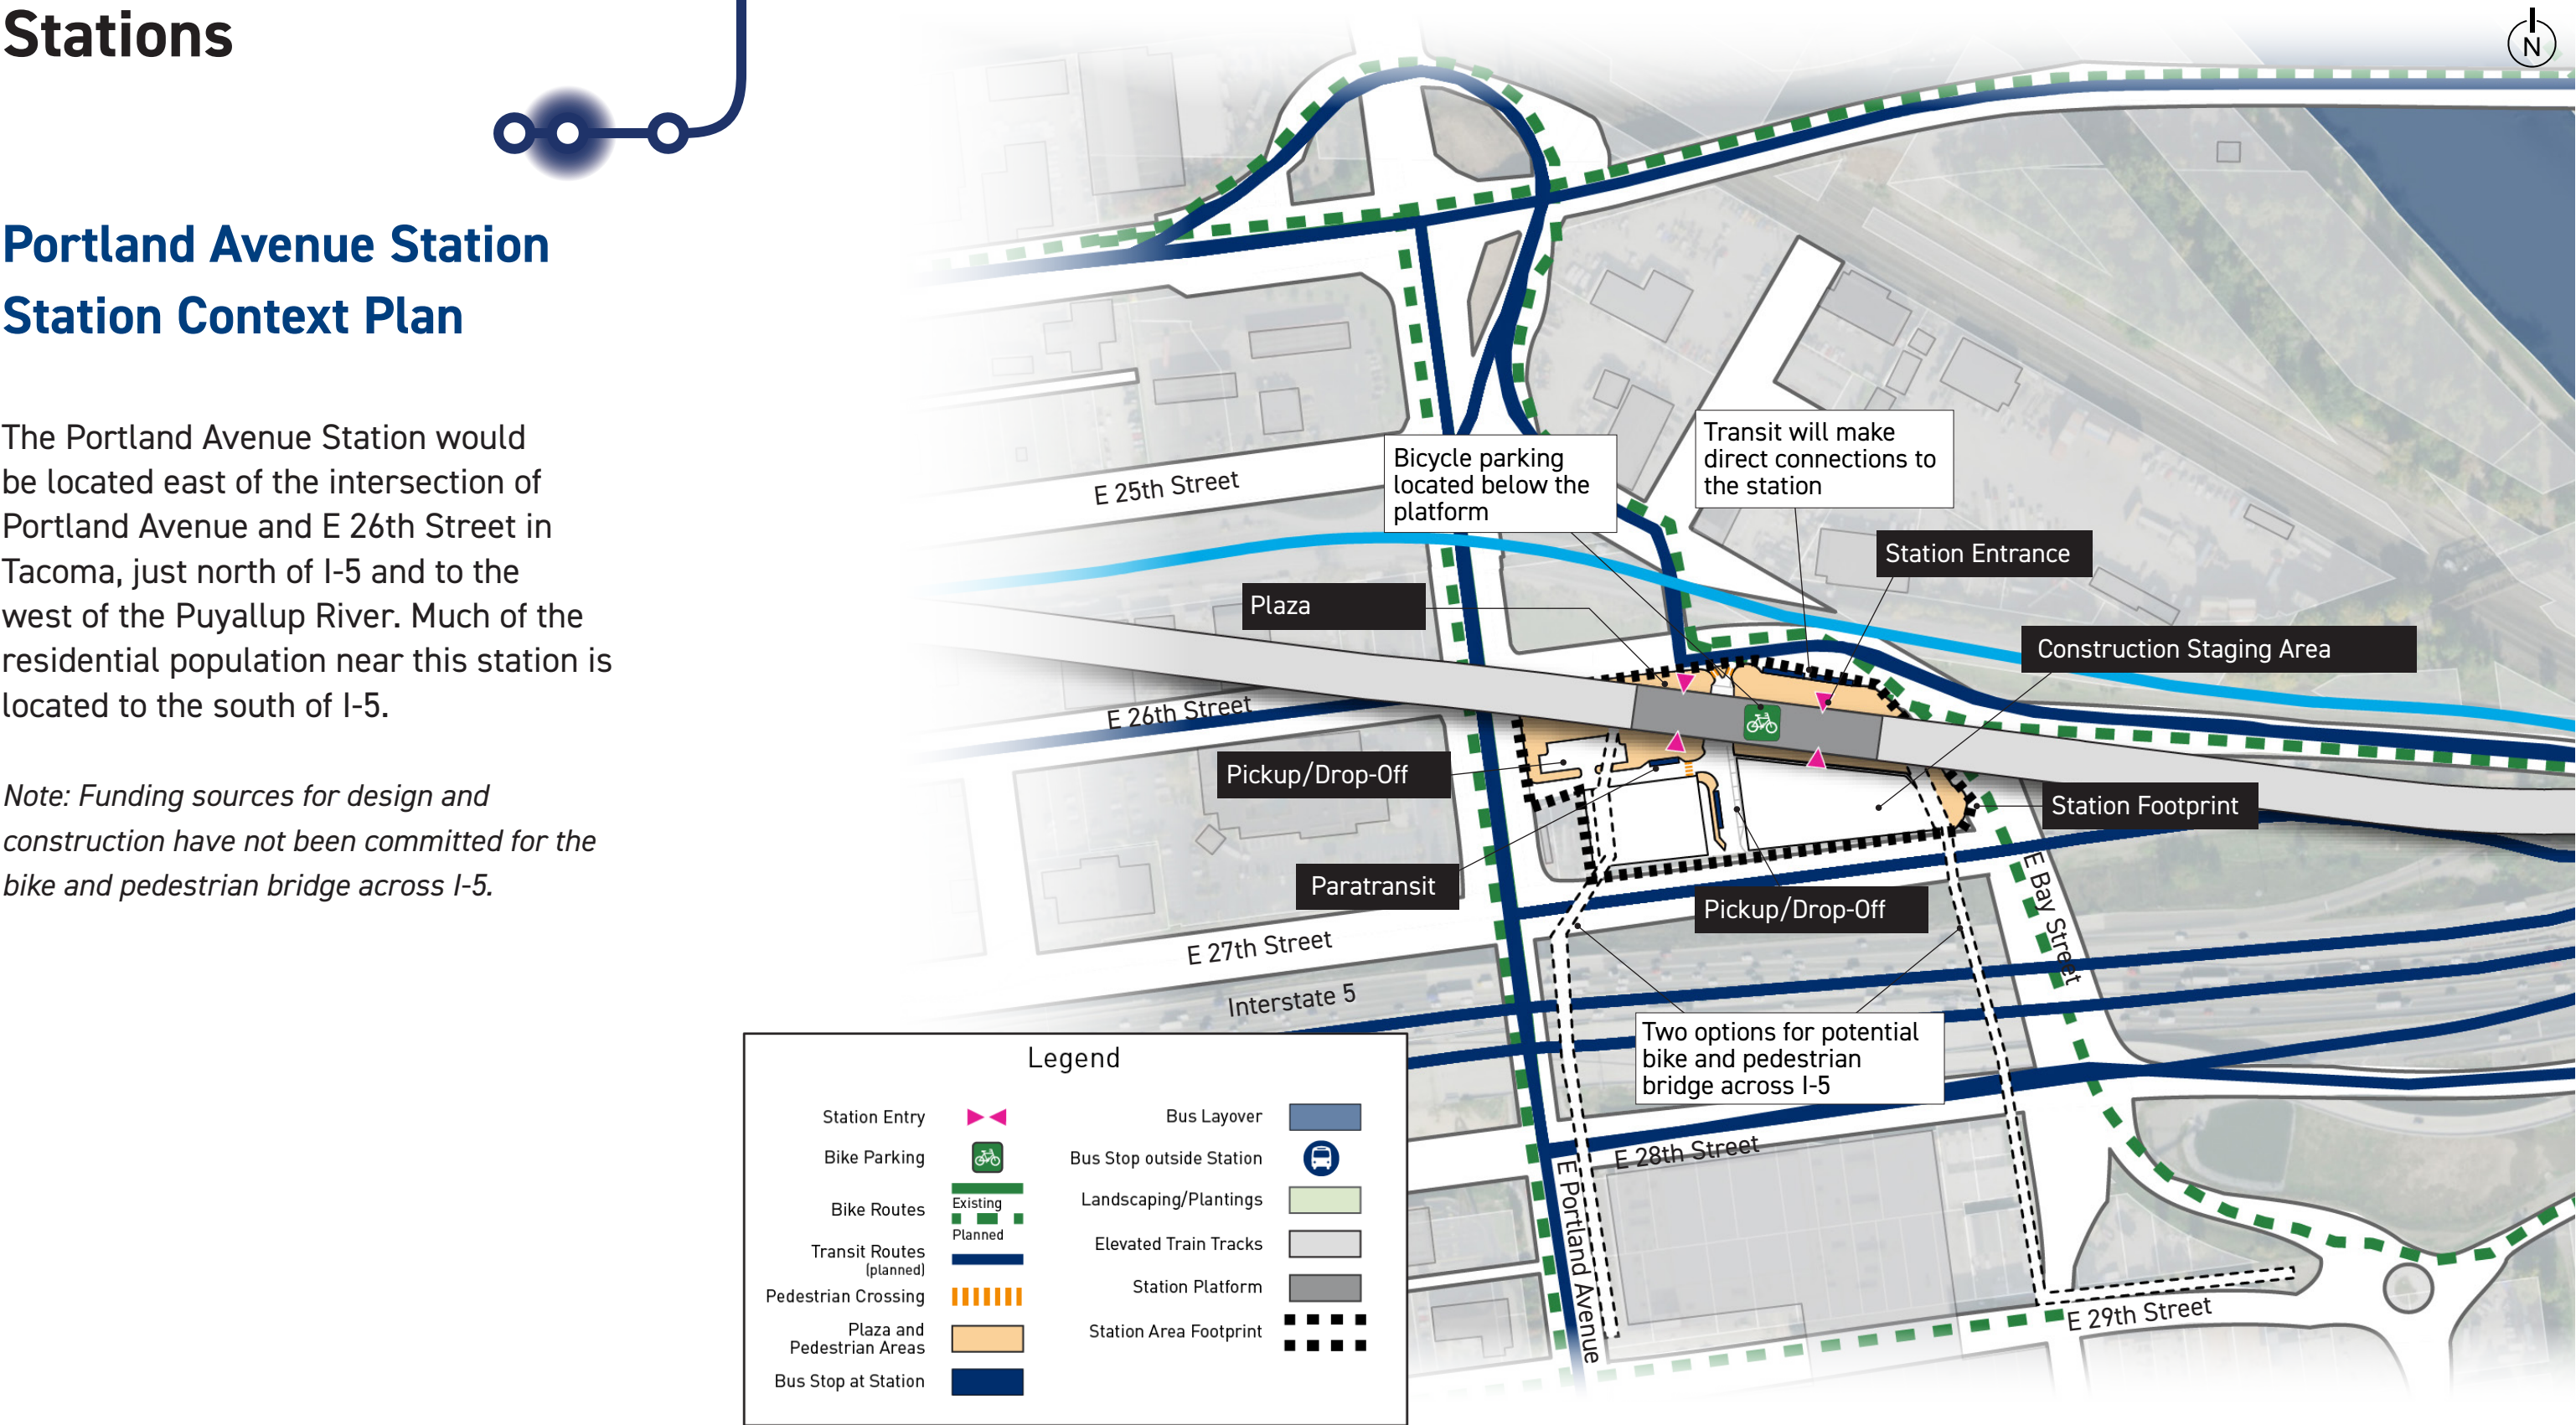 Stations
Portland Avenue Station
Station Context Plan
The Portland Avenue Station would
be located east of the intersection of
Portland Avenue and E 26th Street in
Tacoma, just north of I-5 and to the
west of the Puyallup River. Much of the
residential population near this station is
located to the south of I-5.
Note: Funding sources for design and
construction have not been committed for the
bike and pedestrian bridge across I-5.
N
Transit will make
direct connections to
the station
Bicycle parking
located below the
platform
E 25th Street
Station Entrance
Plaza
Construction Staging Area
E 26th Street
Pickup/Drop-Off
Station Footprint
Paratransit
Pickup/Drop-Off
E Bay Street
E 27th Street
Interstate 5
Two options for potential
bike and pedestrian
bridge across I-5
E 28th Street
E Portland Avenue
E 29th Street
Legend
Station Entry
Bike Parking
Bike Routes
Existing
Planned
Transit Routes
(planned)
Pedestrian Crossing
Plaza and
Pedestrian Areas
Bus Stop at Station
Bus Layover
Bus Stop outside Station
Landscaping/Plantings
Elevated Train Tracks
Station Platform
Station Area Footprint